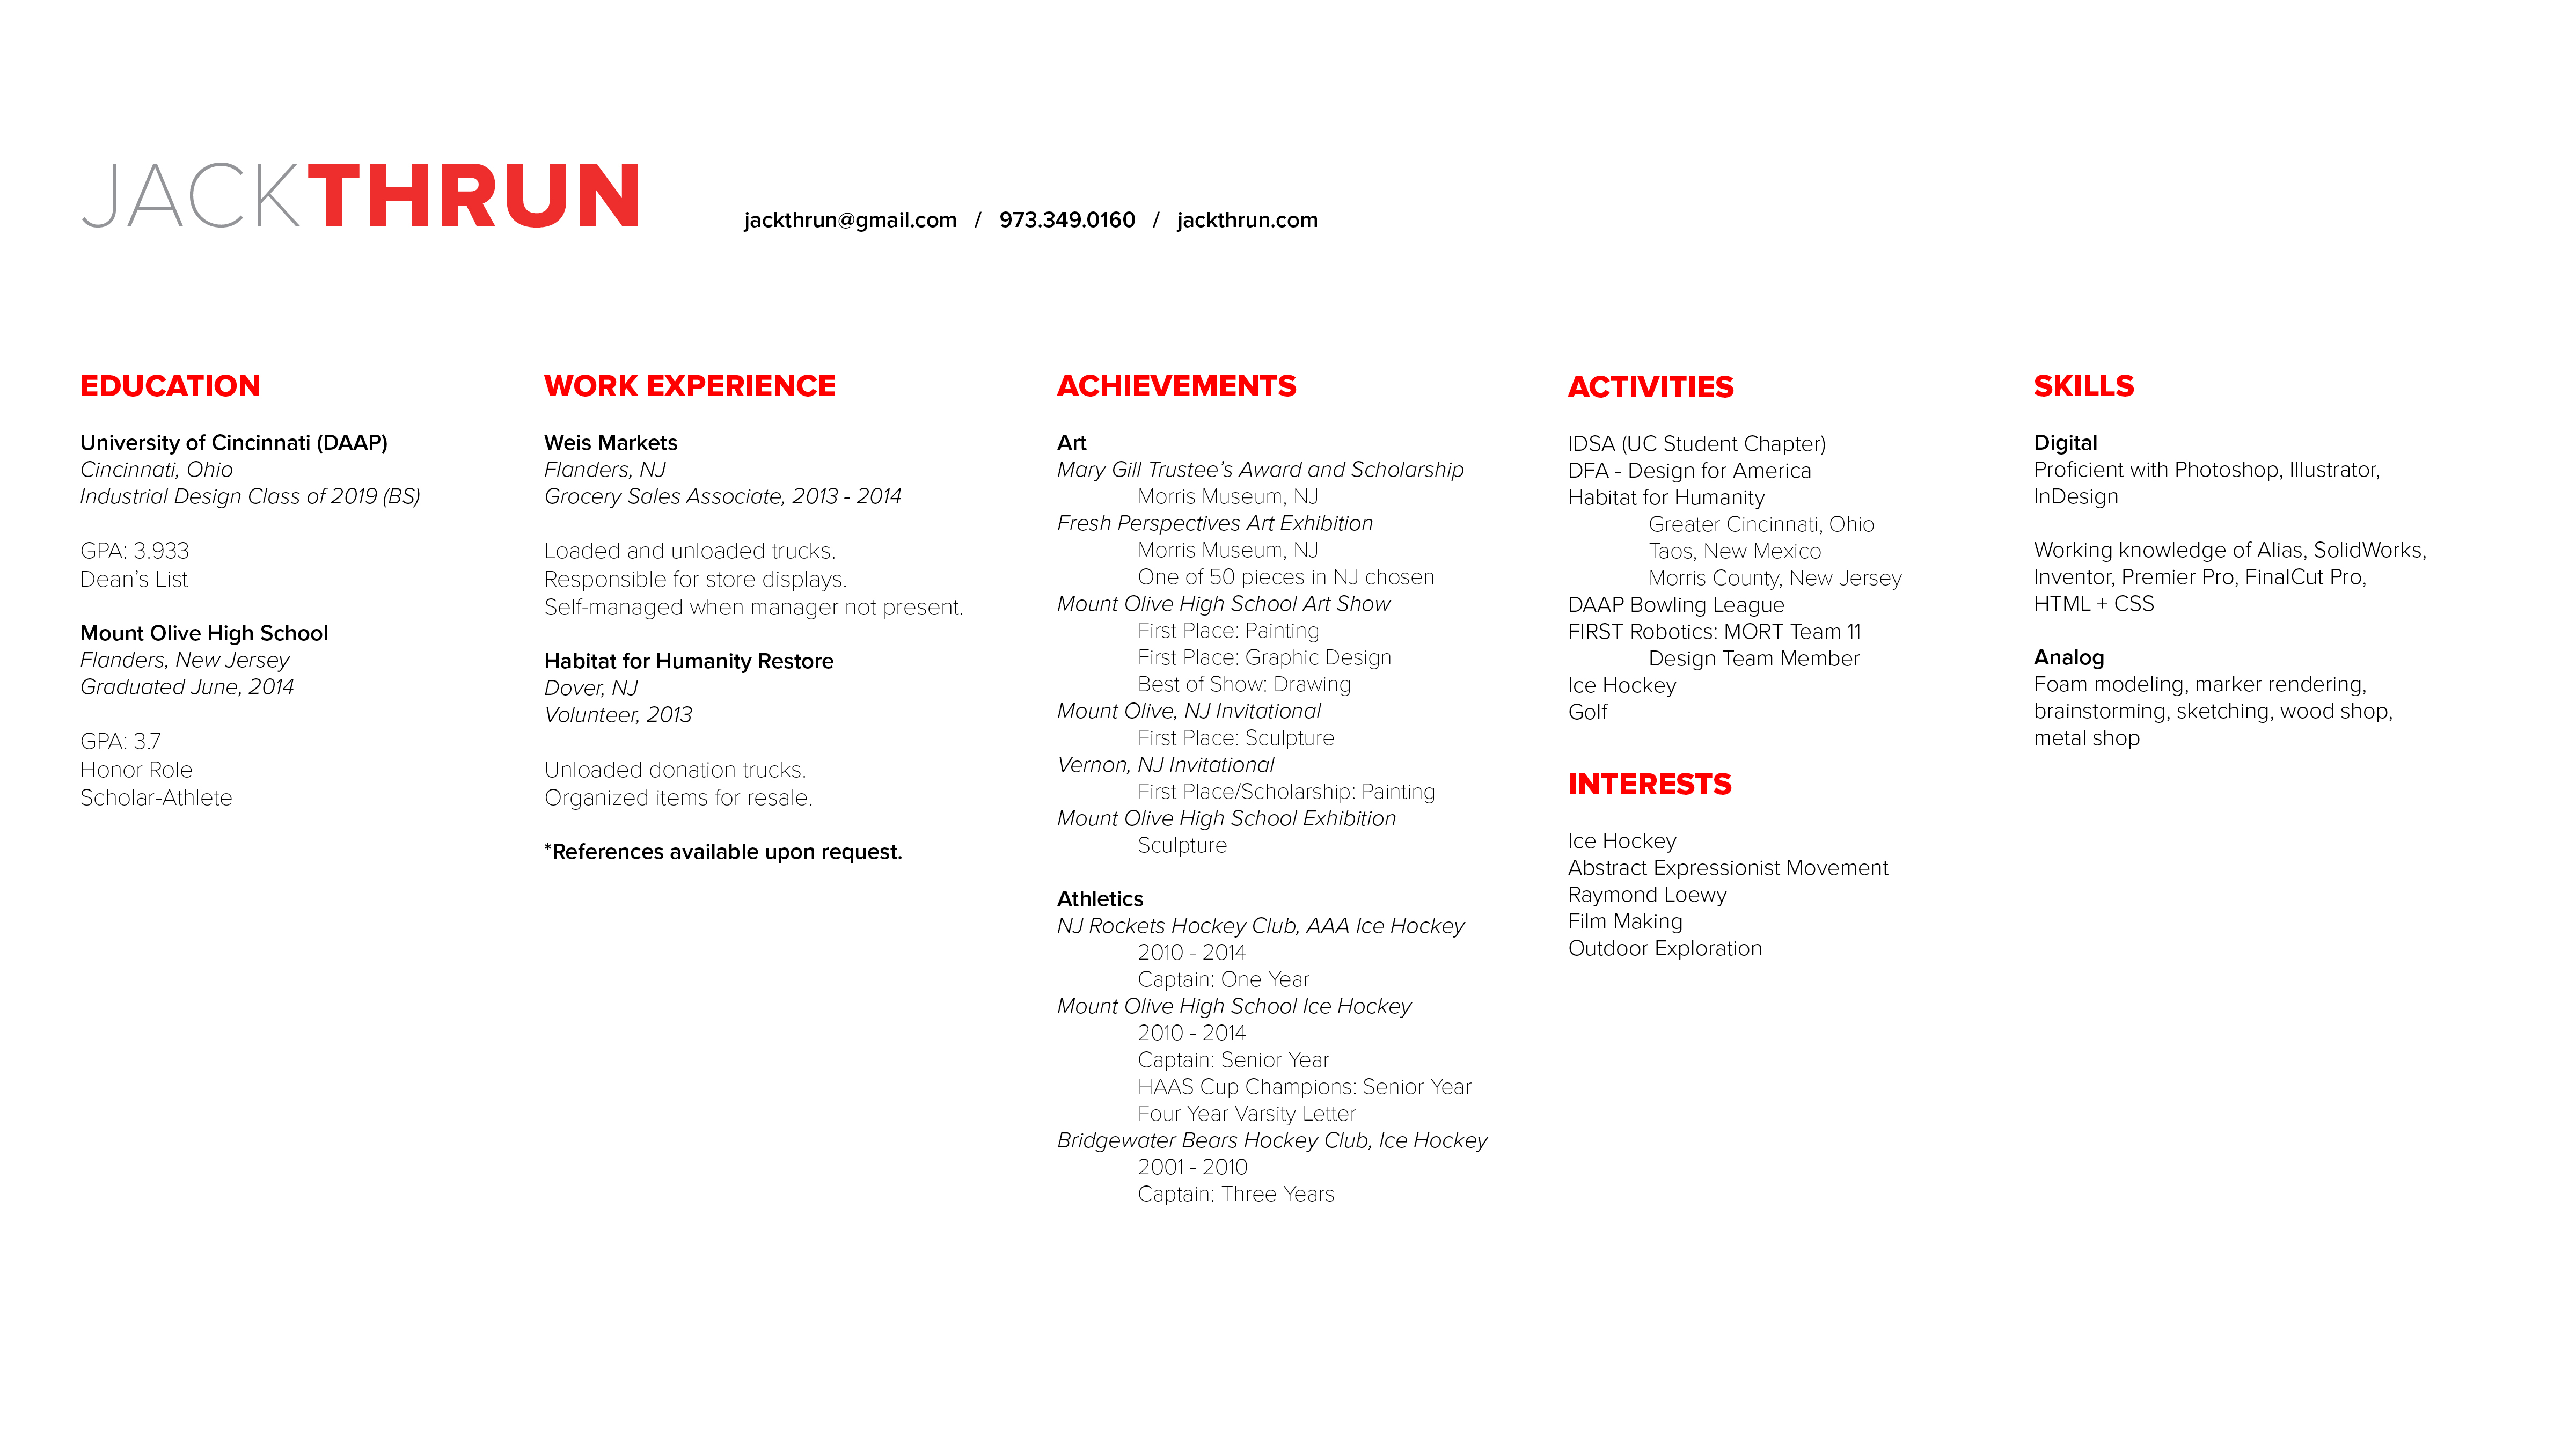 JACKTHRUN
jackthrun@gmail.com / 973.349.0160 / jackthrun.com
EDUCATION
University of Cincinnati (DAAP)
Cincinnati, Ohio
Industrial Design Class of 2019 (BS)
GPA: 3.933
Dean's List
Mount Olive High School
Flanders, New Jersey
Graduated June, 2014
GPA: 3.7
Honor Role
Scholar-Athlete
WORK EXPERIENCE
Weis Markets
Flanders, NJ
Grocery Sales Associate, 2013 - 2014
Loaded and unloaded trucks.
Responsible for store displays.
Self-managed when manager not present.
Habitat for Humanity Restore
Dover, NJ
Volunteer, 2013
Unloaded donation trucks.
Organized items for resale.
*References available upon request.
ACHIEVEMENTS
Art
Mary Gill Trustee's Award and Scholarship
Morris Museum, NJ
Fresh Perspectives Art Exhibition
Morris Museum, NJ
One of 50 pieces in NJ chosen
Mount Olive High School Art Show
First Place: Painting
First Place: Graphic Design
Best of Show: Drawing
Mount Olive, NJ Invitational
First Place: Sculpture
Vernon, NJ Invitational
First Place/Scholarship: Painting
Mount Olive High School Exhibition
Sculpture
Athletics
NJ Rockets Hockey Club, AAA Ice Hockey
2010 - 2014
Captain: One Year
Mount Olive High School Ice Hockey
2010 - 2014
Captain: Senior Year
HAAS Cup Champions: Senior Year
Four Year Varsity Letter
Bridgewater Bears Hockey Club, Ice Hockey
2001 - 2010
Captain: Three Years
ACTIVITIES
IDSA (UC Student Chapter)
DFA - Design for America
Habitat for Humanity
Greater Cincinnati, Ohio
Taos, New Mexico
Morris County, New Jersey
DAAP Bowling League
FIRST Robotics: MORT Team 11
Design Team Member
Ice Hockey
Golf
INTERESTS
Ice Hockey
Abstract Expressionist Movement
Raymond Loewy
Film Making
Outdoor Exploration
SKILLS
Digital
Proficient with Photoshop, Illustrator,
InDesign
Working knowledge of Alias, SolidWorks,
Inventor, Premier Pro, FinalCut Pro,
HTML + CSS
Analog
Foam modeling, marker rendering,
brainstorming, sketching, wood shop,
metal shop